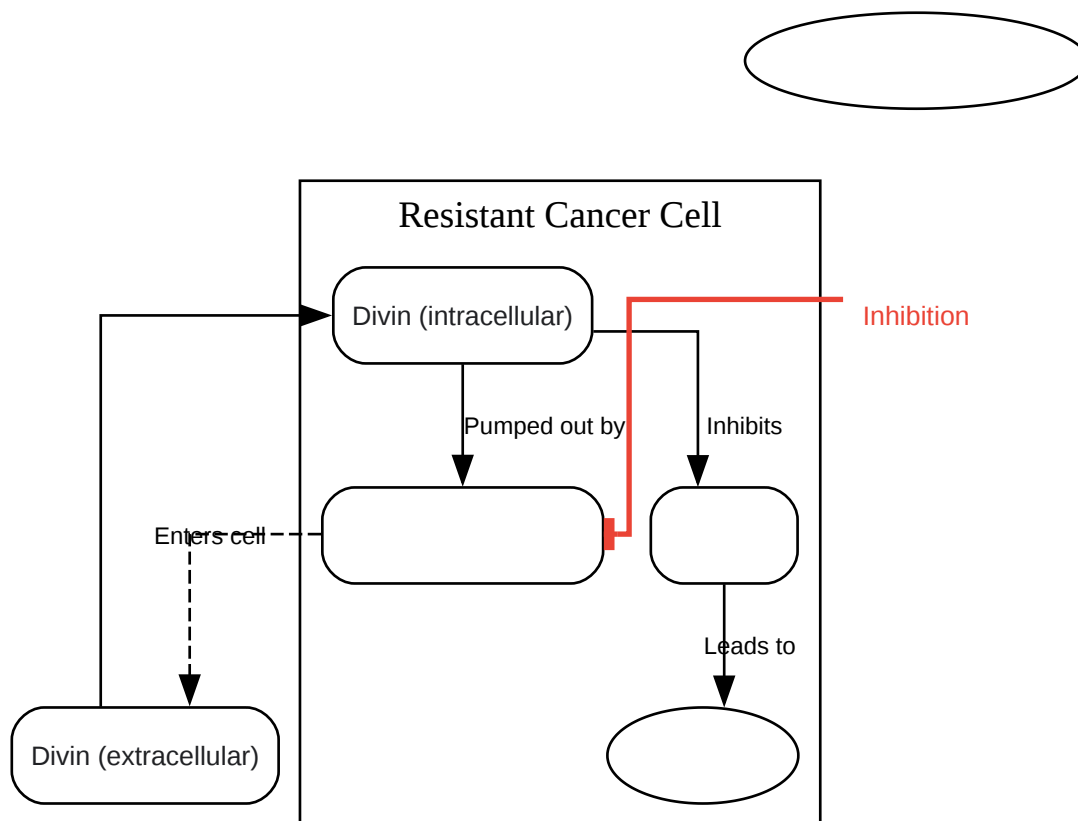 Resistant Cancer Cell
Divin (intracellular)
Inhibition
Pumped out by
Inhibits
Enters cell
Leads to
Divin (extracellular)